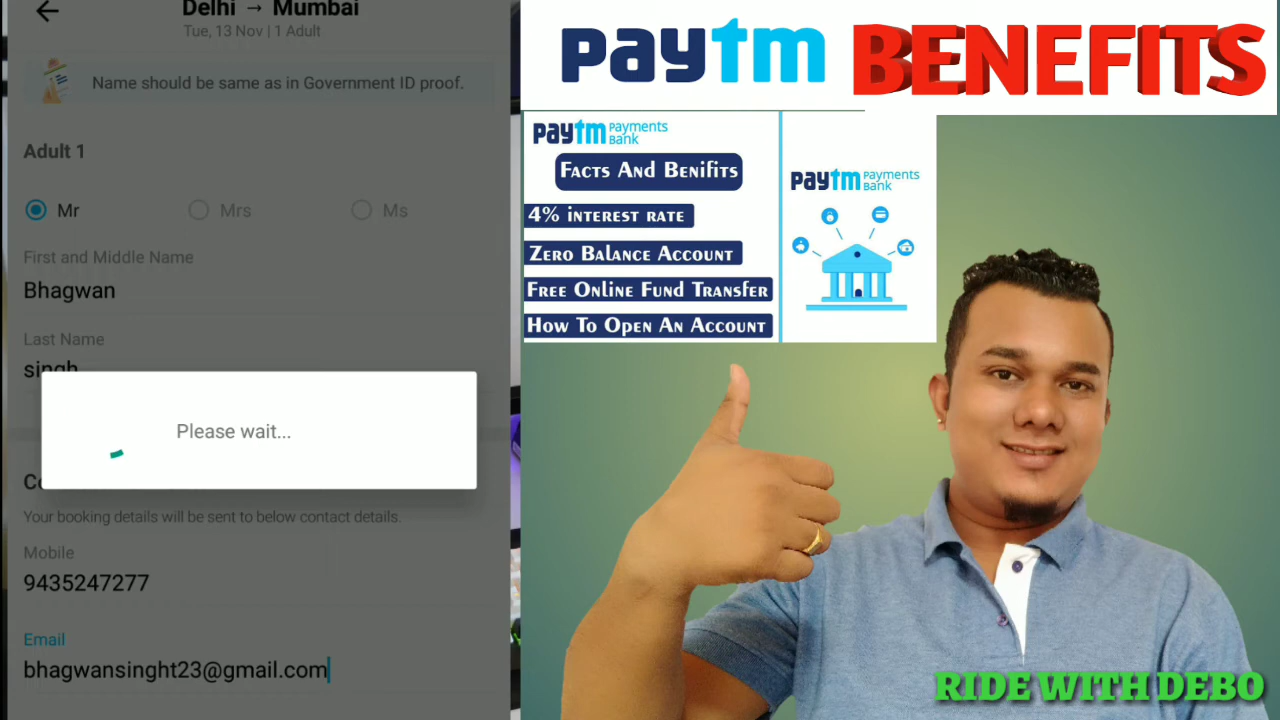 Delhi → Mumbai
Tue, 13 Nov | 1 Adult
Name should be same as in Government ID proof.
Adult 1
Mr
Mrs
Ms
First and Middle Name
Bhagwan
Last Name
singh
Please wait...
Your booking details will be sent to below contact details.
Mobile
9435247277
Email
bhagwansinght23@gmail.com
paytm BENEFITS
paytm Payments Bank
Facts And Benifits
4% interest rate
Zero Balance Account
Free Online Fund Transfer
How To Open An Account
paytm Payments Bank
RIDE WITH DEBO